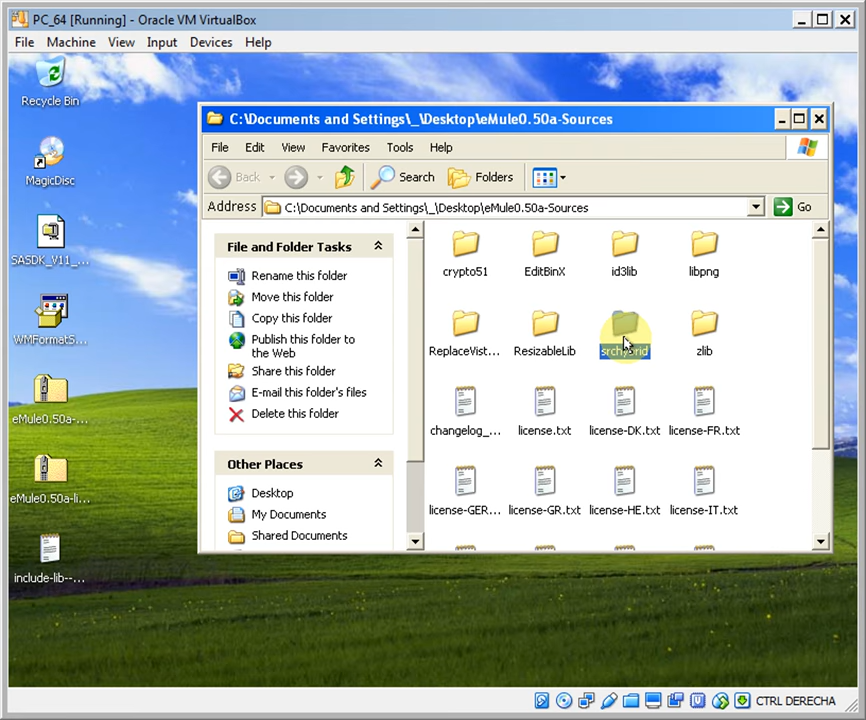 PC_64 [Running] - Oracle VM VirtualBox
File Machine View Input Devices Help
Recycle Bin
MagicDisc
SASDK_V11_...
WMFormatS...
eMule0.50a-...
eMule0.50a-li...
include-lib--...
C:\Documents and Settings\_\Desktop\eMule0.50a-Sources
File Edit View Favorites Tools Help
Back Search Folders
Address C:\Documents and Settings\_\Desktop\eMule0.50a-Sources Go
File and Folder Tasks
Rename this folder
Move this folder
Copy this folder
Publish this folder to
the Web
Share this folder
E-mail this folder's files
Delete this folder
Other Places
Desktop
My Documents
Shared Documents
crypto51 EditBinX id3lib libpng
ReplaceVist... ResizableLib srchybrid zlib
changelog_... license.txt license-DK.txt license-FR.txt
license-GER... license-GR.txt license-HE.txt license-IT.txt
CTRL DERECHA